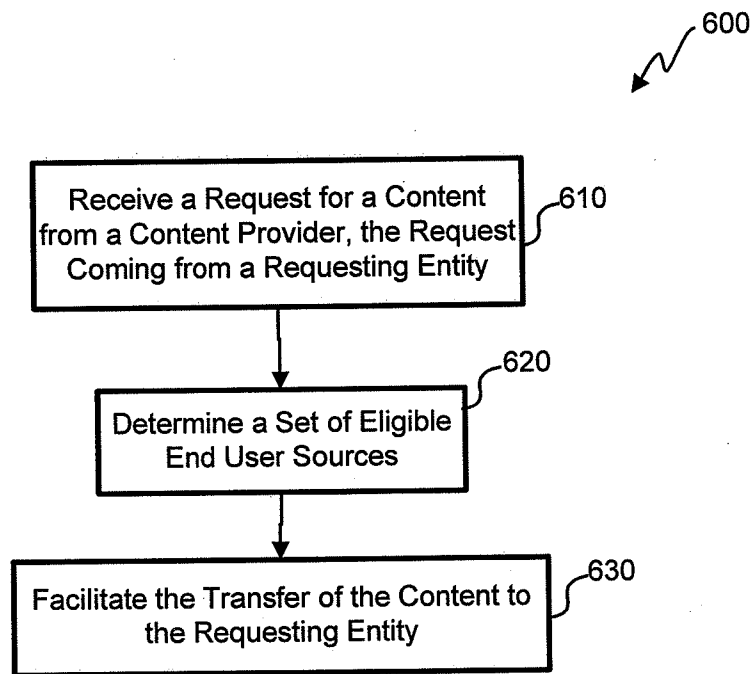 600
Receive a Request for a Content
from a Content Provider, the Request
Coming from a Requesting Entity
610
620
Determine a Set of Eligible
End User Sources
630
Facilitate the Transfer of the Content to
the Requesting Entity